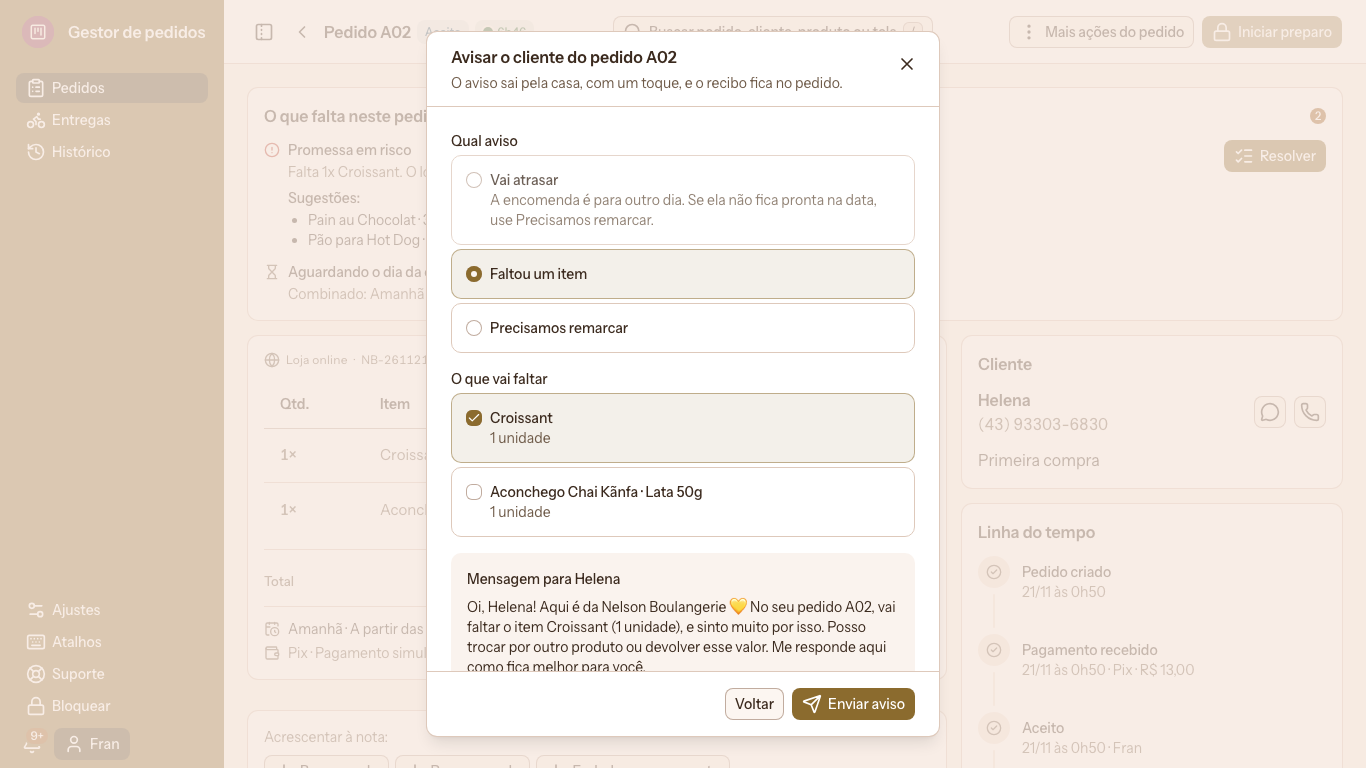 Gestor de pedidos
Pedidos
Entregas
Histórico
Ajustes
Atalhos
Suporte
Bloquear
9+
Fran
Pedido A02
Aceito
Buscar pedido, cliente, produto ou tele
/
Mais ações do pedido
Iniciar preparo
O que falta neste pedi
2
Promessa em risco
Falta 1x Croissant. O l
Resolver
Sugestões:
Pain au Chocolat · 3
Pão para Hot Dog ·
Aguardando o dia da
Combinado: Amanhã
Loja online · NB-261121
Qtd.
Item
1×
Croiss
1×
Aconch
Total
Amanhã · A partir das
Pix · Pagamento simul
Acrescentar à nota:
Avisar o cliente do pedido A02
O aviso sai pela casa, com um toque, e o recibo fica no pedido.
Qual aviso
Vai atrasar
A encomenda é para outro dia. Se ela não fica pronta na data,
use Precisamos remarcar.
Faltou um item
Precisamos remarcar
O que vai faltar
Croissant
1 unidade
Aconchego Chai Kãnfa · Lata 50g
1 unidade
Mensagem para Helena
Oi, Helena! Aqui é da Nelson Boulangerie 💛 No seu pedido A02, vai
faltar o item Croissant (1 unidade), e sinto muito por isso. Posso
trocar por outro produto ou devolver esse valor. Me responde aqui
como fica melhor para você.
Voltar
Enviar aviso
Cliente
Helena
(43) 93303-6830
Primeira compra
Linha do tempo
Pedido criado
21/11 às 0h50
Pagamento recebido
21/11 às 0h50 · Pix · R$ 13,00
Aceito
21/11 às 0h50 · Fran